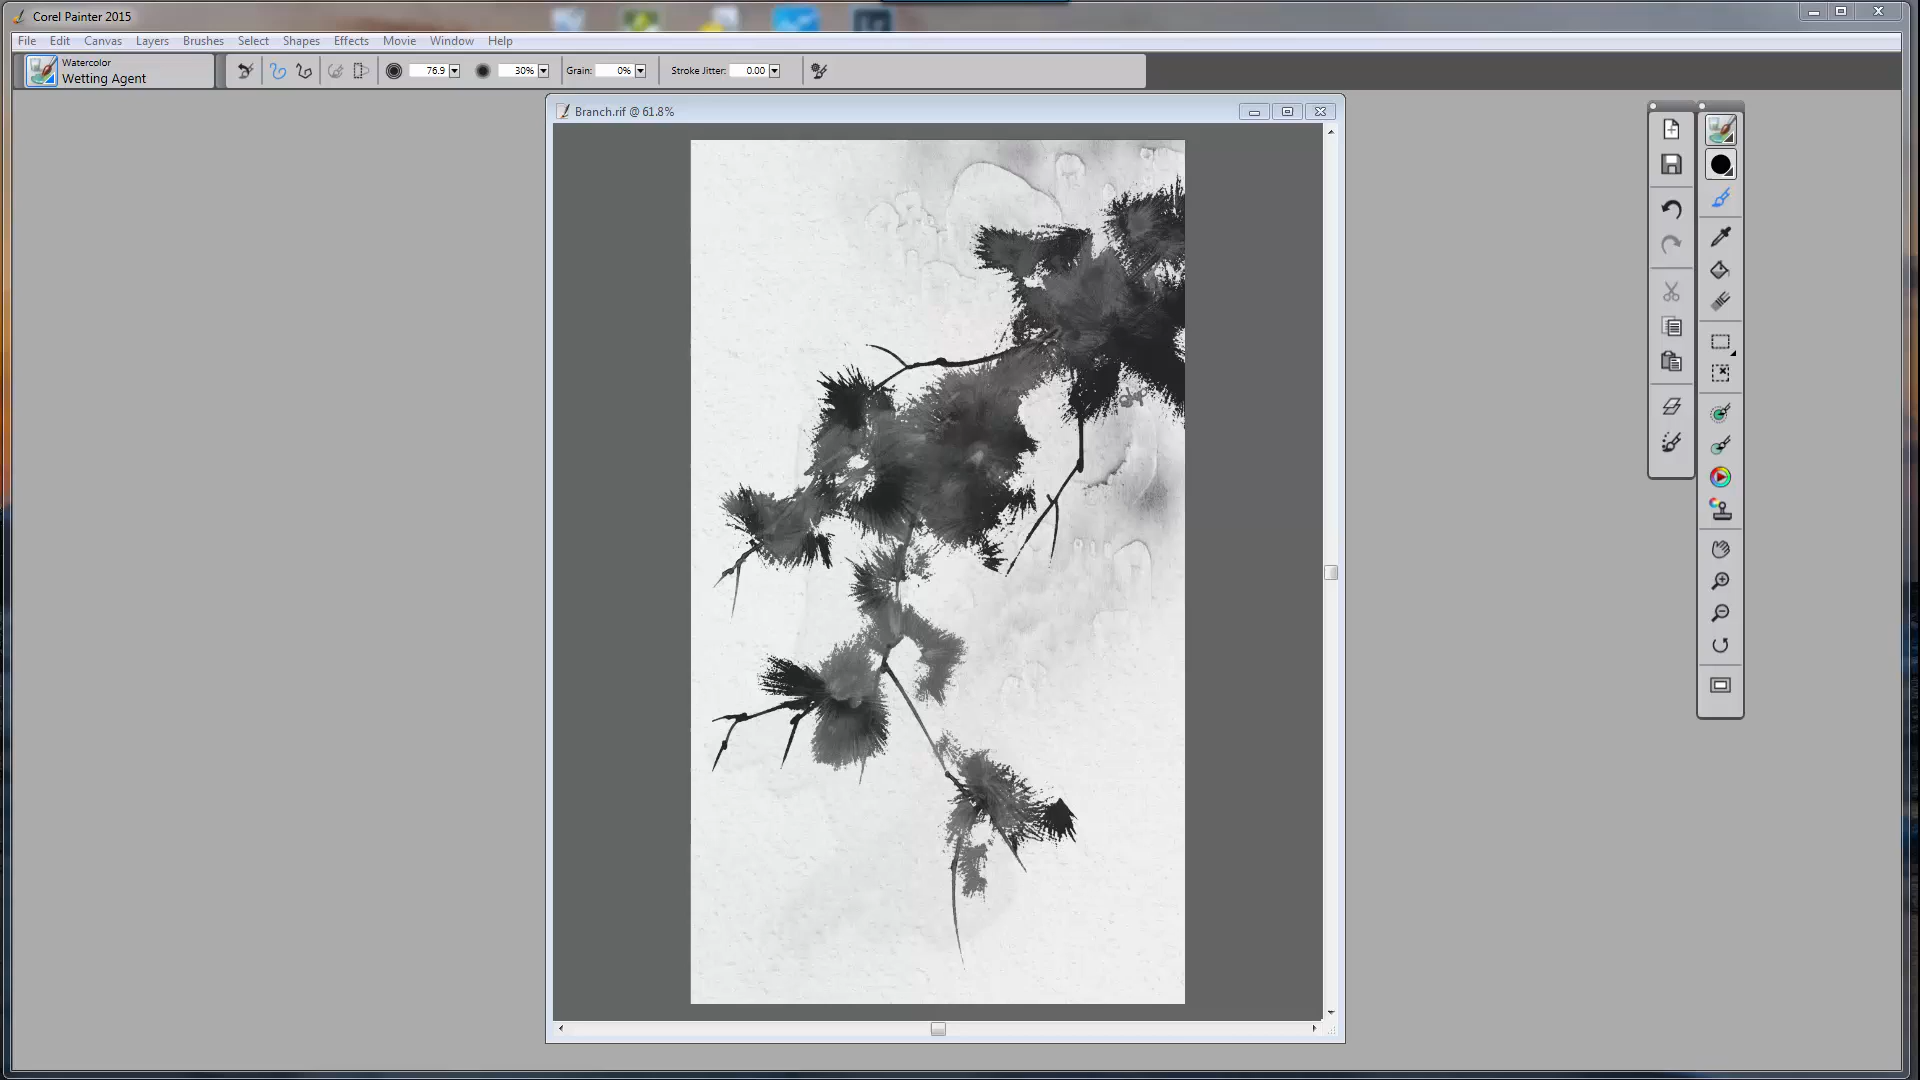 Corel Painter 2015
File Edit Canvas Layers Brushes Select Shapes Effects Movie Window Help
Watercolor
Wetting Agent
76.9 30% Grain: 0% Stroke Jitter: 0.00
Branch.rif @ 61.8%